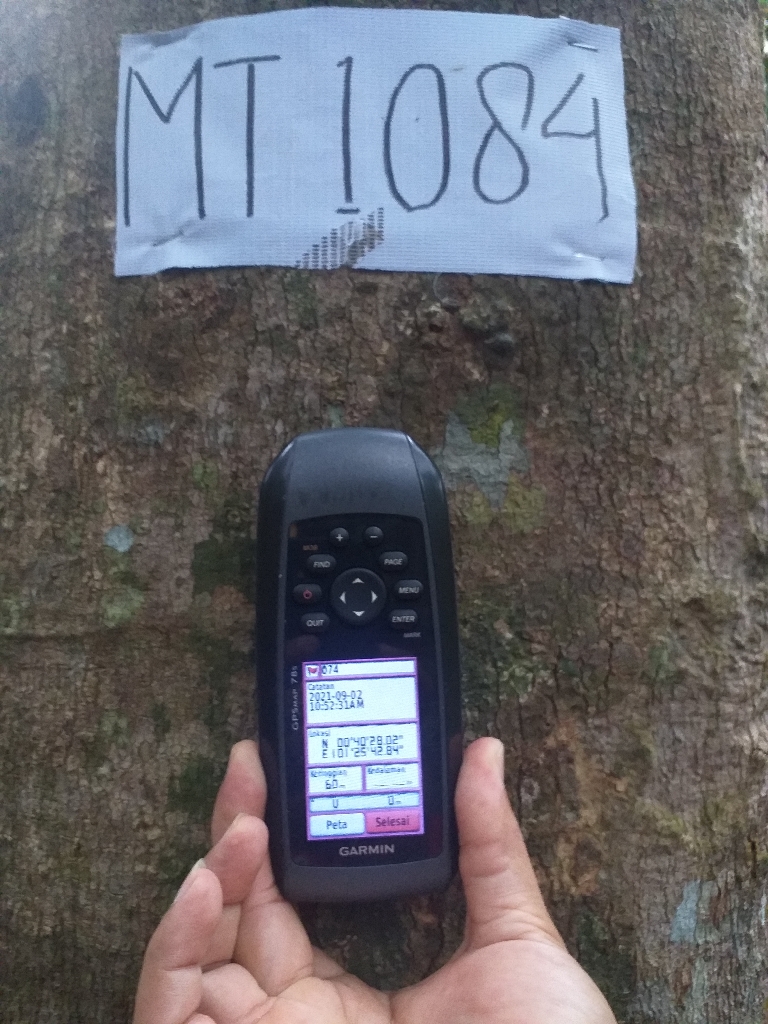 MT 1084
+ -
MOB
FIND PAGE
MENU
QUIT ENTER
MARK
GPSMAP 78s
074
Catatan
2021-09-02
10:52:31AM
Lokasi
N 00°40'28.02"
E 101°25'42.84"
Ketinggian Kedalaman
60m
U 0m
Peta Selesai
GARMIN